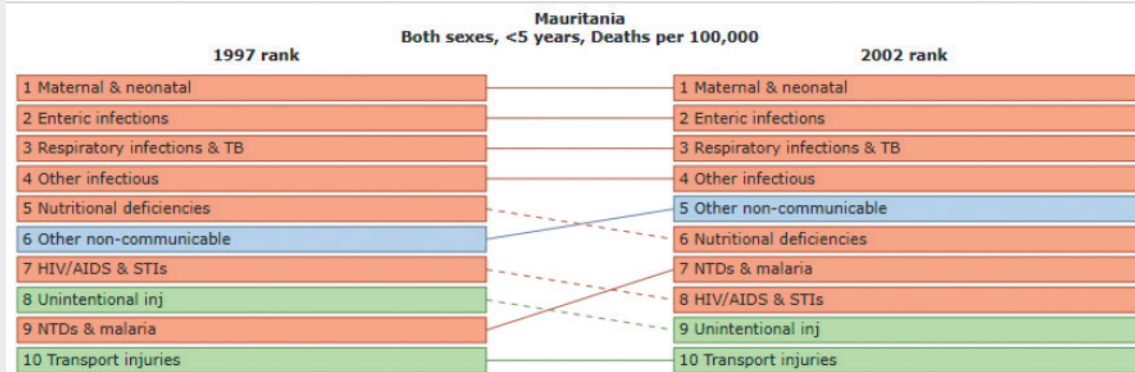 Mauritania
Both sexes, <5 years, Deaths per 100,000
1997 rank
2002 rank
1 Maternal & neonatal
1 Maternal & neonatal
2 Enteric infections
2 Enteric infections
3 Respiratory infections & TB
3 Respiratory infections & TB
4 Other infectious
4 Other infectious
5 Nutritional deficiencies
5 Other non-communicable
6 Other non-communicable
6 Nutritional deficiencies
7 HIV/AIDS & STIs
7 NTDs & malaria
8 Unintentional inj
8 HIV/AIDS & STIs
9 NTDs & malaria
9 Unintentional inj
10 Transport injuries
10 Transport injuries